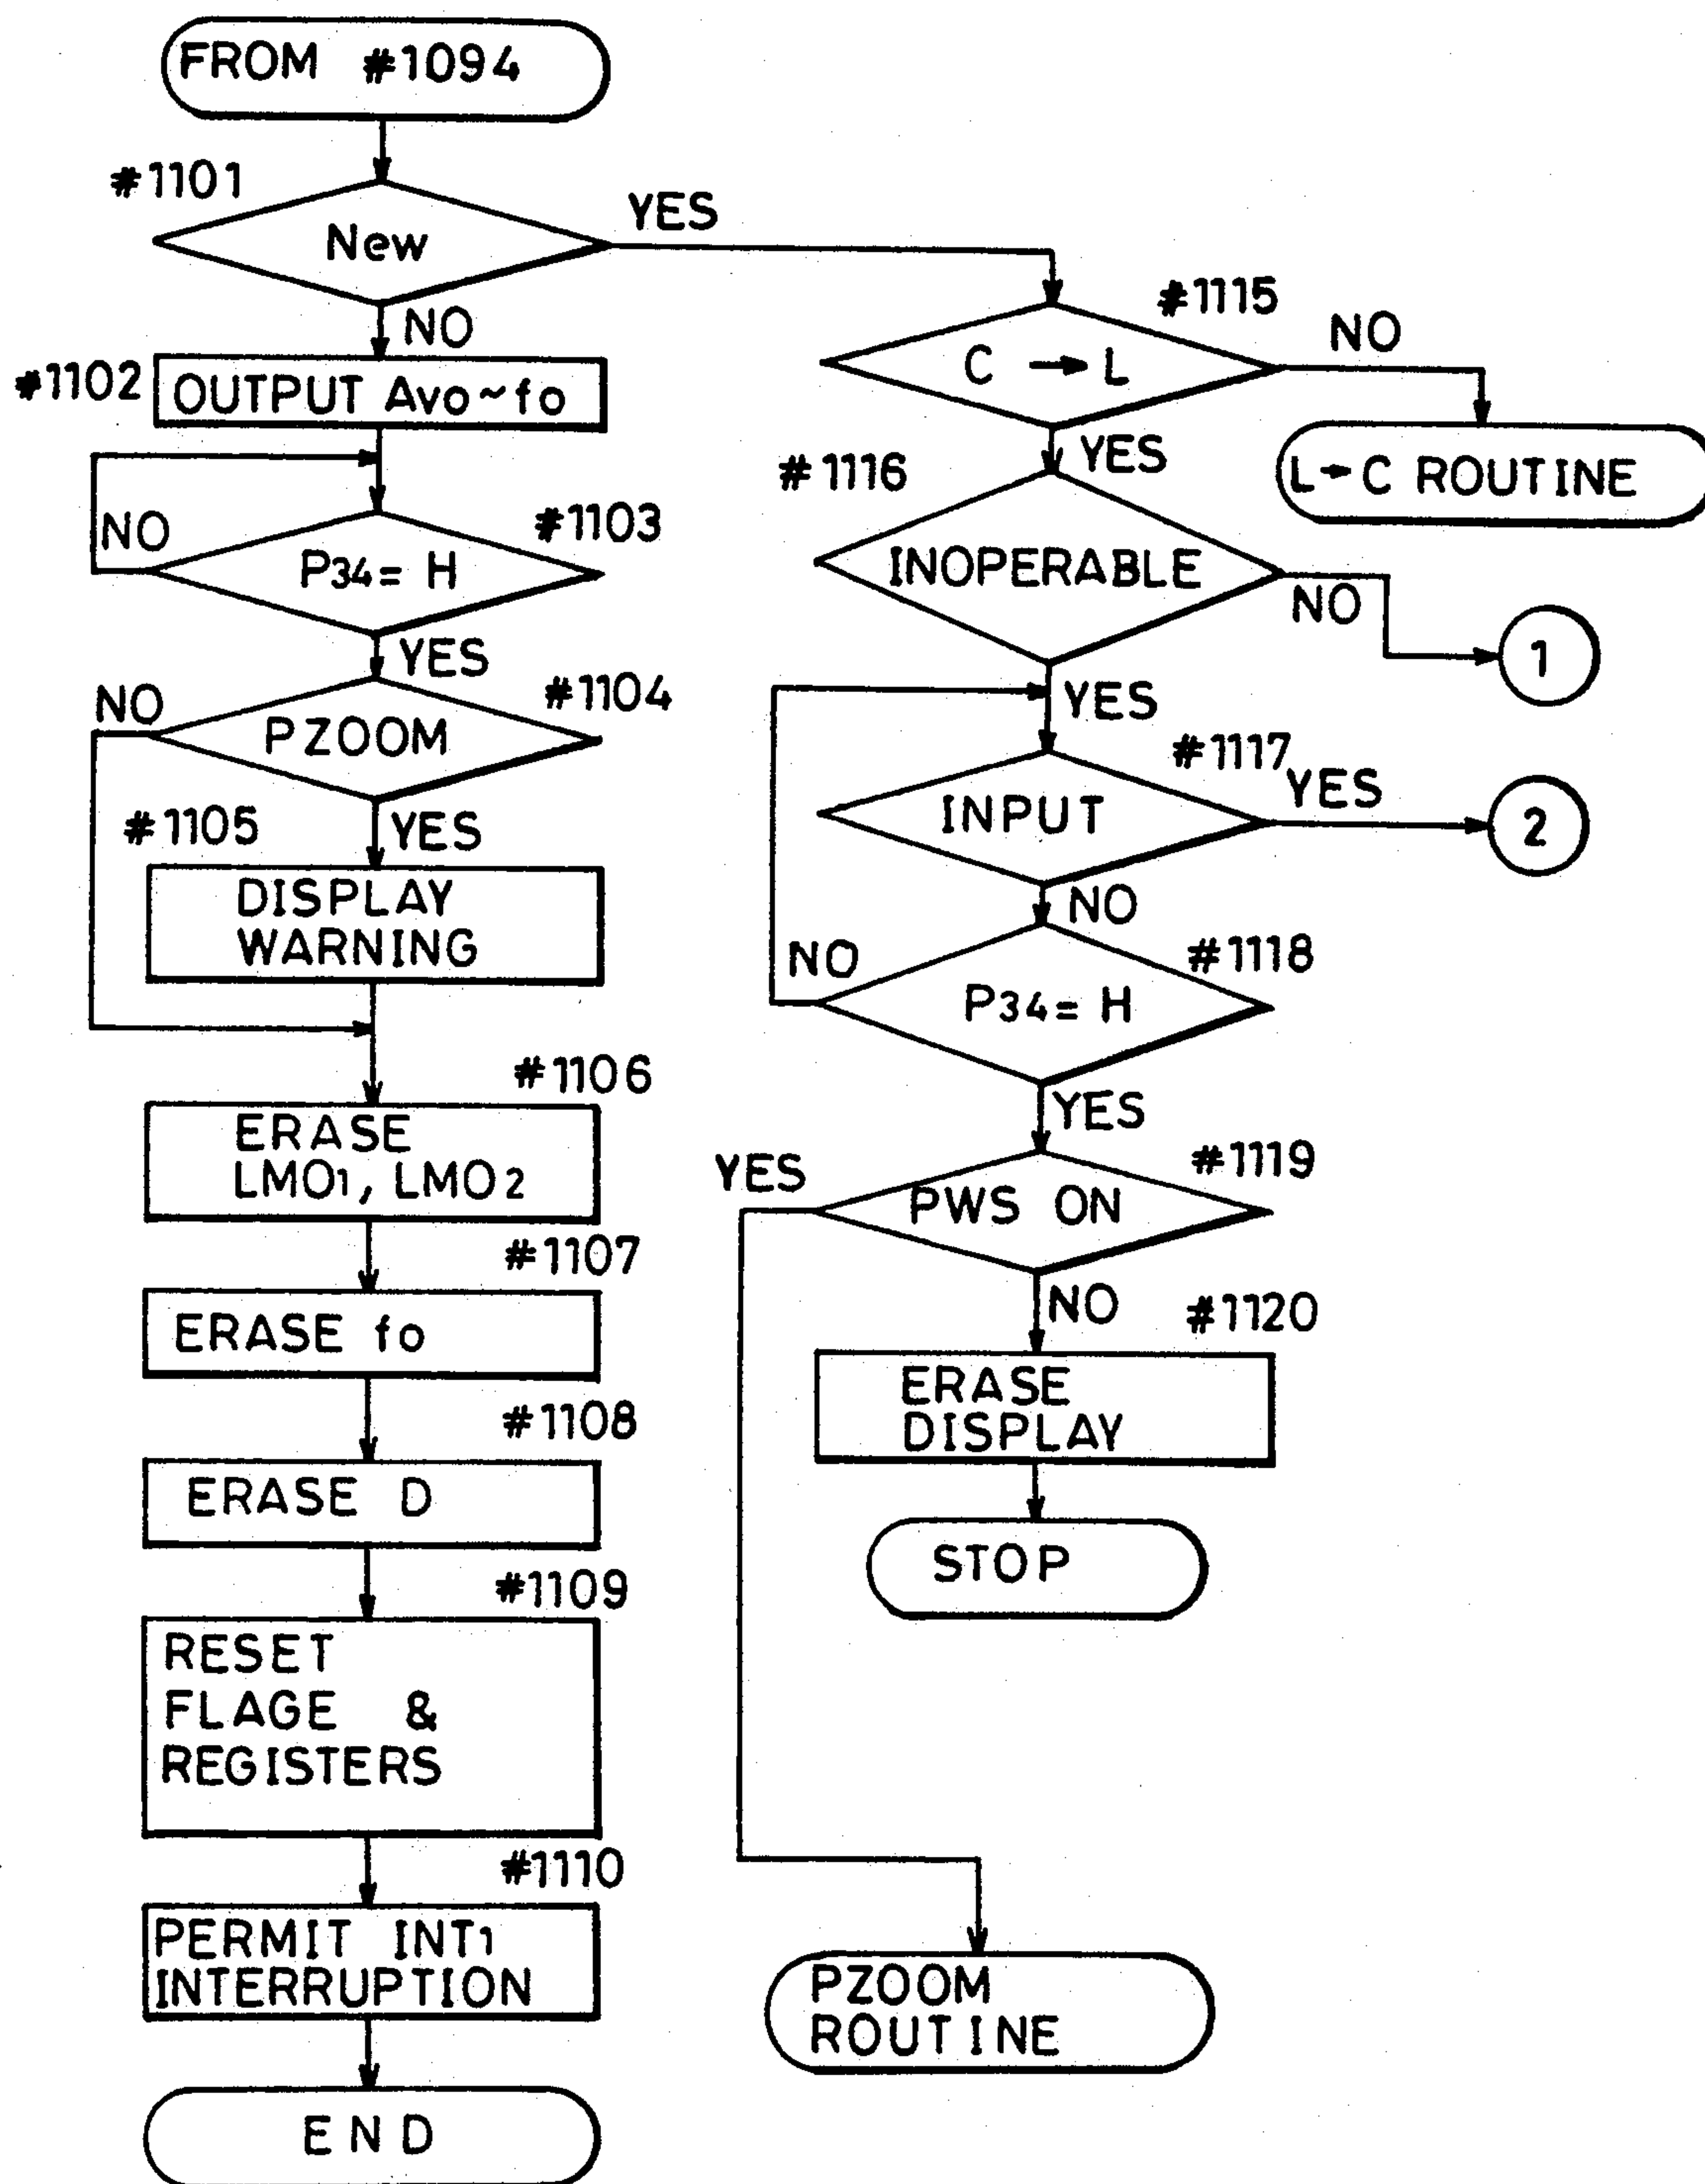 FROM #1094
#1101
New
YES
NO
#1102
OUTPUT Avo~fo
NO
#1103
P34= H
YES
NO
#1104
PZOOM
#1105
YES
DISPLAY
WARNING
#1106
ERASE
LMO1, LMO2
#1107
ERASE fo
#1108
ERASE D
#1109
RESET
FLAGE &
REGISTERS
#1110
PERMIT INT1
INTERRUPTION
END
#1115
C → L
NO
L→C ROUTINE
YES
#1116
INOPERABLE
NO
1
YES
#1117
INPUT
YES
2
NO
#1118
NO
P34= H
YES
#1119
YES
PWS ON
NO
#1120
ERASE
DISPLAY
STOP
PZOOM
ROUTINE